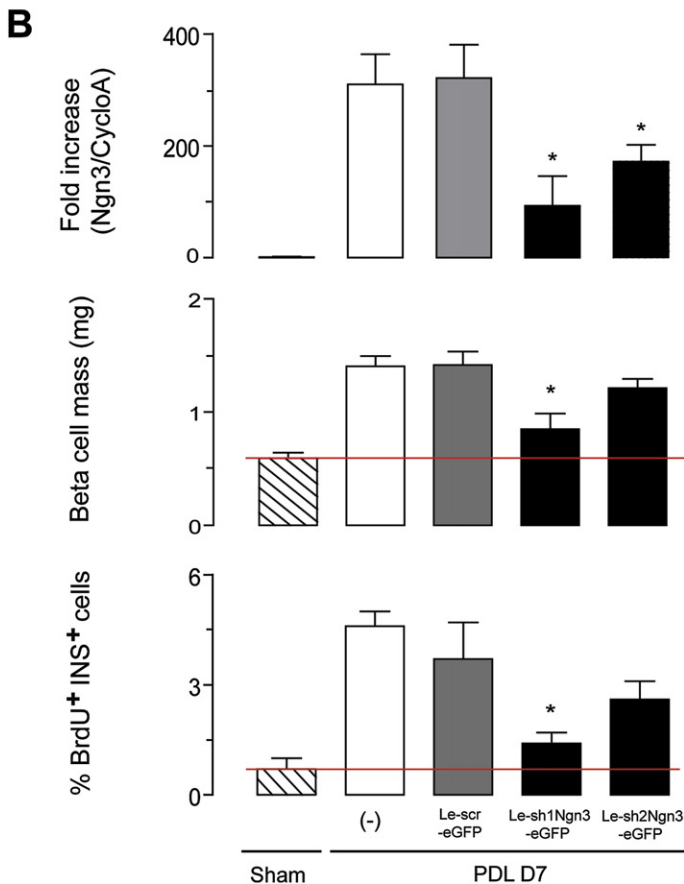 B
Fold increase
(Ngn3/CycloA)
400
200
0
*
*
Beta cell mass (mg)
2
1
0
*
% BrdU⁺ INS⁺ cells
6
3
0
*
(-)
Le-scr
-eGFP
Le-sh1Ngn3
-eGFP
Le-sh2Ngn3
-eGFP
Sham
PDL D7